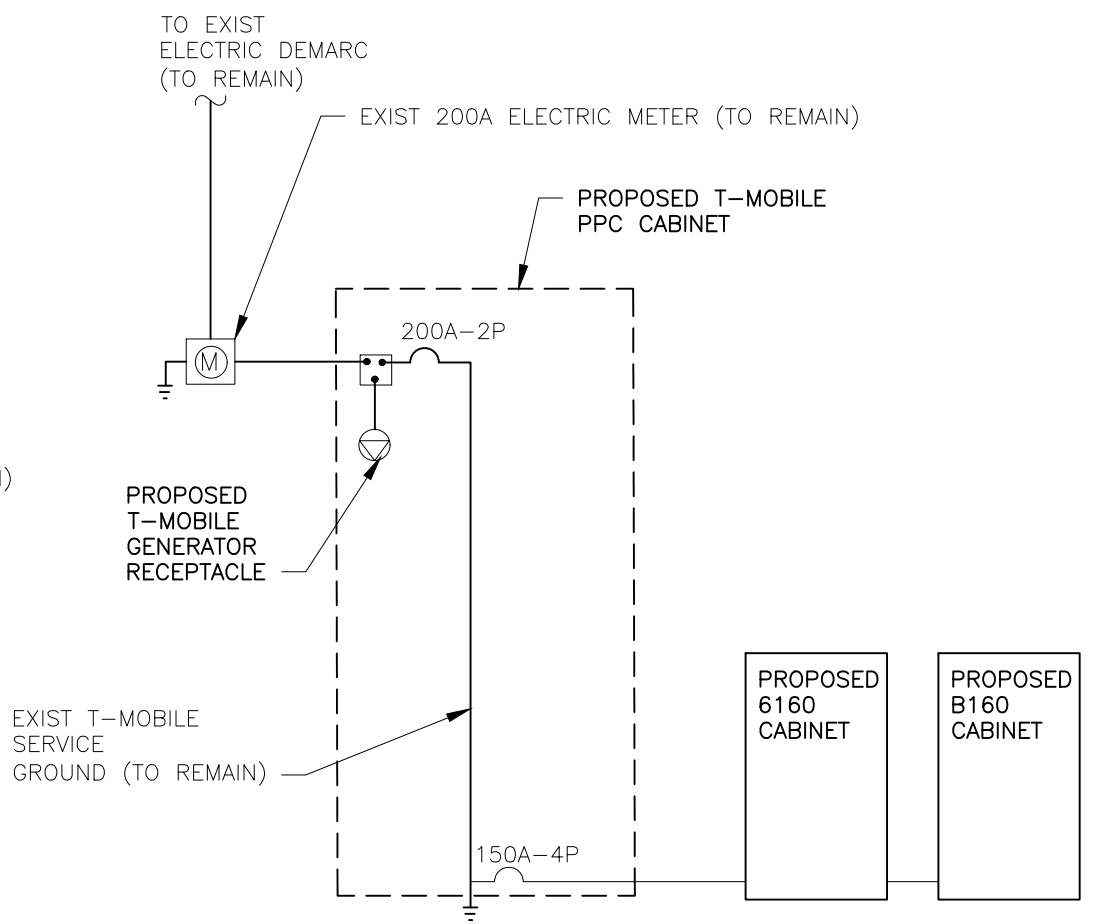 TO EXIST
ELECTRIC DEMARC
(TO REMAIN)
EXIST 200A ELECTRIC METER (TO REMAIN)
PROPOSED T-MOBILE
PPC CABINET
200A-2P
M
)
PROPOSED
T-MOBILE
GENERATOR
RECEPTACLE
EXIST T-MOBILE
SERVICE
GROUND (TO REMAIN)
150A-4P
PROPOSED
6160
CABINET
PROPOSED
B160
CABINET